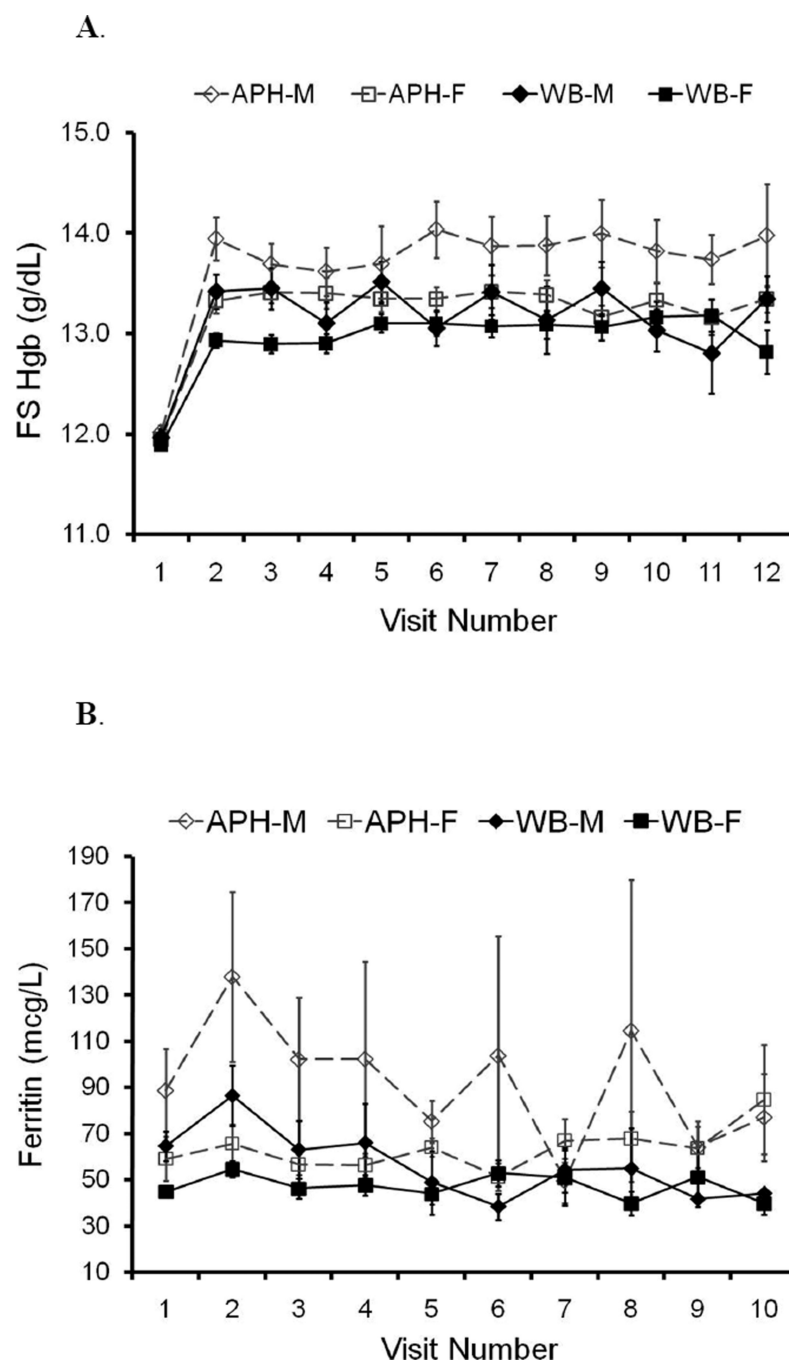 A.
APH-M APH-F WB-M WB-F
15.0
14.0
13.0
12.0
11.0
FS Hgb (g/dL)
1 2 3 4 5 6 7 8 9 10 11 12
Visit Number
B.
APH-M APH-F WB-M WB-F
190
170
150
130
110
90
70
50
30
10
Ferritin (mcg/L)
1 2 3 4 5 6 7 8 9 10
Visit Number